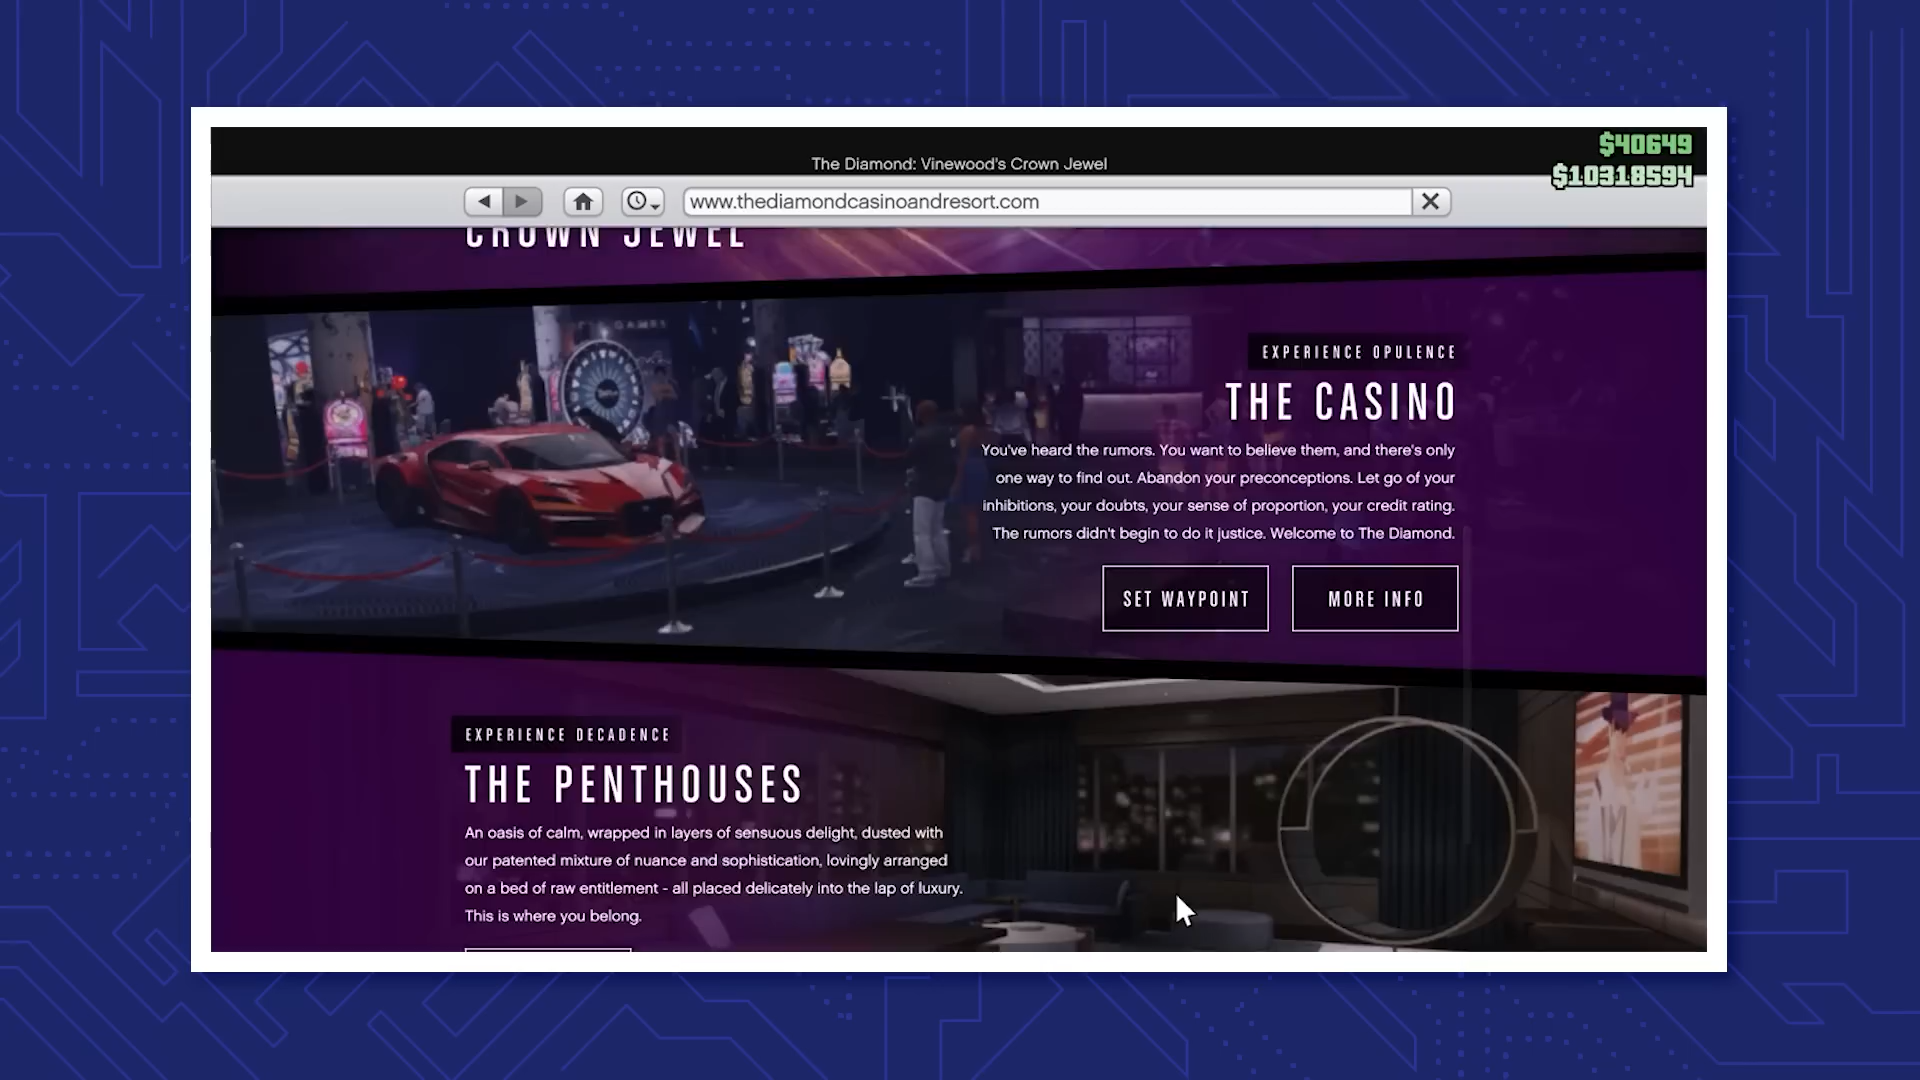 $40649
The Diamond: Vinewood's Crown Jewel
$10318594
www.thediamondcasinoandresort.com
CROWN JEWEL
GAMES
EXPERIENCE OPULENCE
THE CASINO
You've heard the rumors. You want to believe them, and there's only
one way to find out. Abandon your preconceptions. Let go of your
inhibitions, your doubts, your sense of proportion, your credit rating.
The rumors didn't begin to do it justice. Welcome to The Diamond.
SET WAYPOINT
MORE INFO
EXPERIENCE DECADENCE
THE PENTHOUSES
An oasis of calm, wrapped in layers of sensuous delight, dusted with
our patented mixture of nuance and sophistication, lovingly arranged
on a bed of raw entitlement - all placed delicately into the lap of luxury.
This is where you belong.